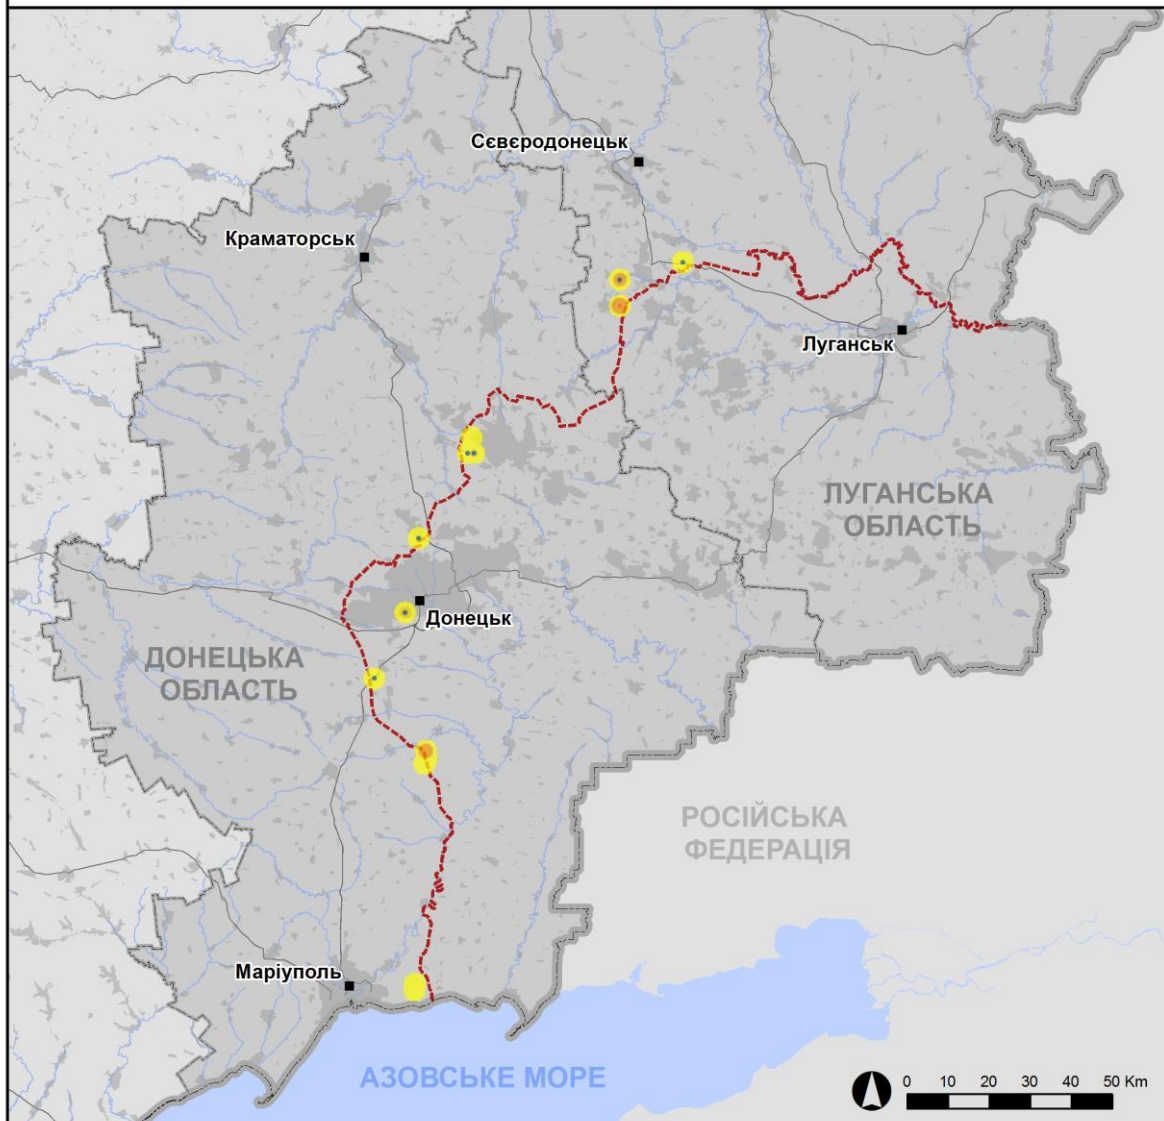 Сєвєродонецьк
Краматорськ
Луганськ
ЛУГАНСЬКА
ОБЛАСТЬ
Донецьк
ДОНЕЦЬКА
ОБЛАСТЬ
РОСІЙСЬКА
ФЕДЕРАЦІЯ
Маріуполь
АЗОВСЬКЕ МОРЕ
0 10 20 30 40 50 Km